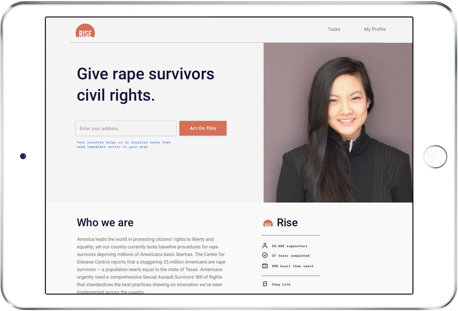 RISE
Tasks
My Profile
Give rape survivors
civil rights.
Enter your address
Act On This
Your location helps us to localize tasks that
need immediate action in your area
Who we are
America leads the world in protecting citizens' rights to liberty and
equality, yet our country currently lacks baseline procedures for rape
survivors depriving millions of Americans basic liberties. The Center for
Disease Control reports that a staggering 25 million Americans are rape
survivors — a population nearly equal to the state of Texas. Americans
urgently need a comprehensive Sexual Assault Survivors' Bill of Rights
that standardizes the best practices drawing on innovation we've seen
implemented across the country.
Rise
supporters
37 tasks completed
hours time spent
Copy Link